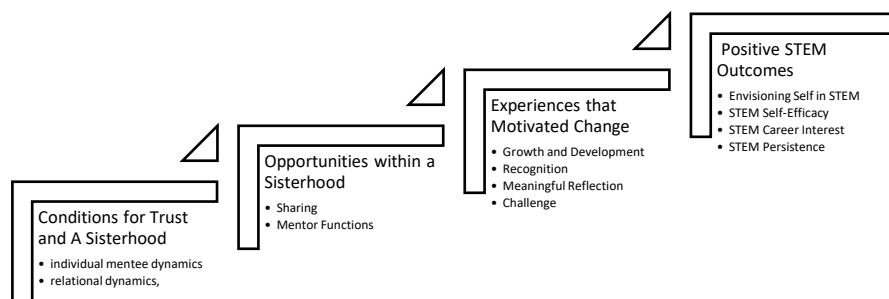 Conditions for Trust
and A Sisterhood
• individual mentee dynamics
• relational dynamics,
Opportunities within a
Sisterhood
• Sharing
• Mentor Functions
Experiences that
Motivated Change
• Growth and Development
• Recognition
• Meaningful Reflection
• Challenge
Positive STEM
Outcomes
• Envisioning Self in STEM
• STEM Self-Efficacy
• STEM Career Interest
• STEM Persistence